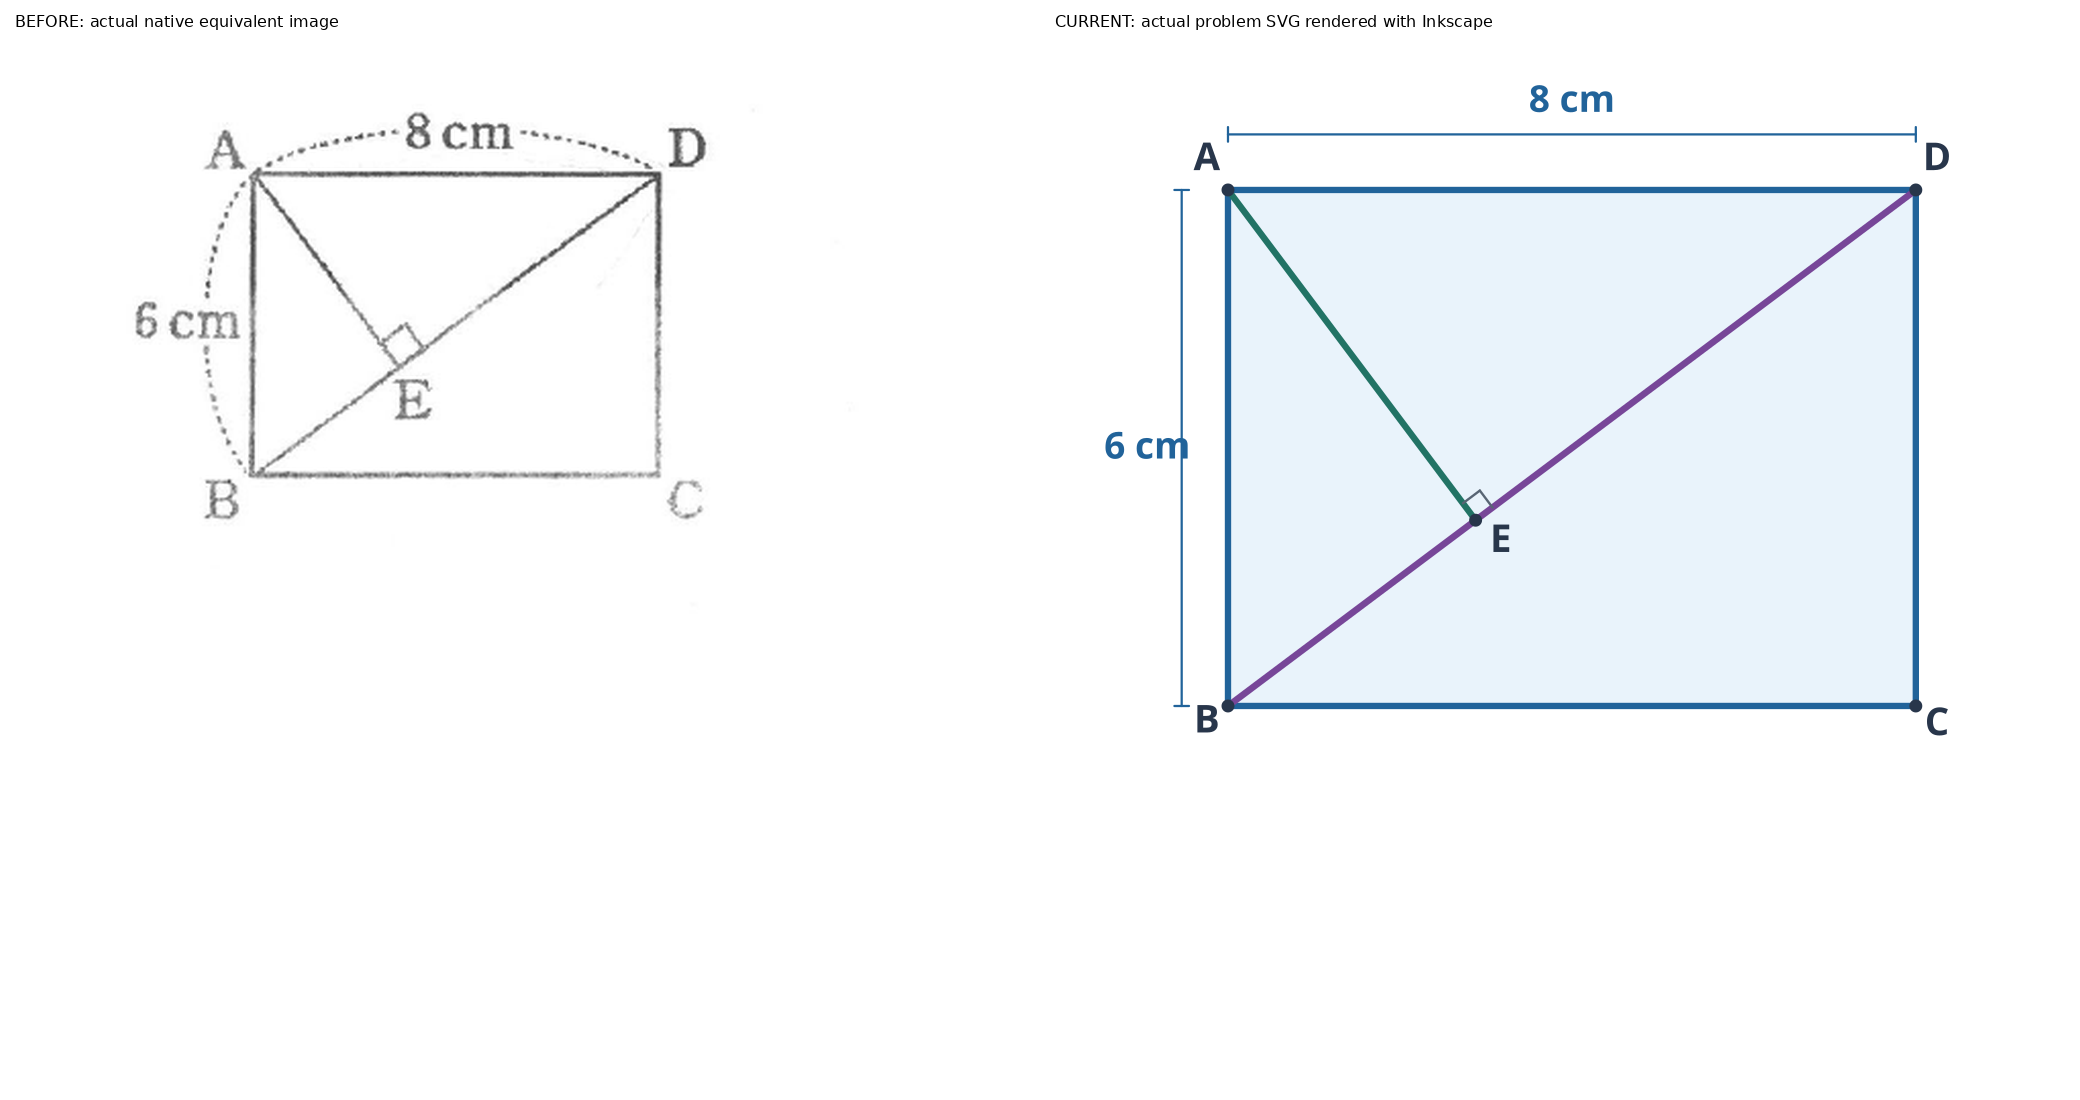 BEFORE: actual native equivalent image
8 cm
A
D
6 cm
E
B
C
CURRENT: actual problem SVG rendered with Inkscape
8 cm
A
D
6 cm
E
B
C